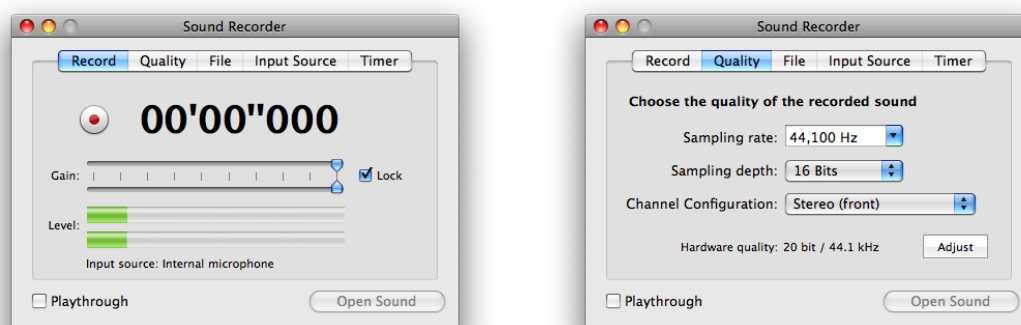 Sound Recorder
Record Quality File Input Source Timer
00'00"000
Gain: Lock
Level:
Input source: Internal microphone
Playthrough Open Sound
Sound Recorder
Record Quality File Input Source Timer
Choose the quality of the recorded sound
Sampling rate: 44,100 Hz
Sampling depth: 16 Bits
Channel Configuration: Stereo (front)
Hardware quality: 20 bit / 44.1 kHz Adjust
Playthrough Open Sound